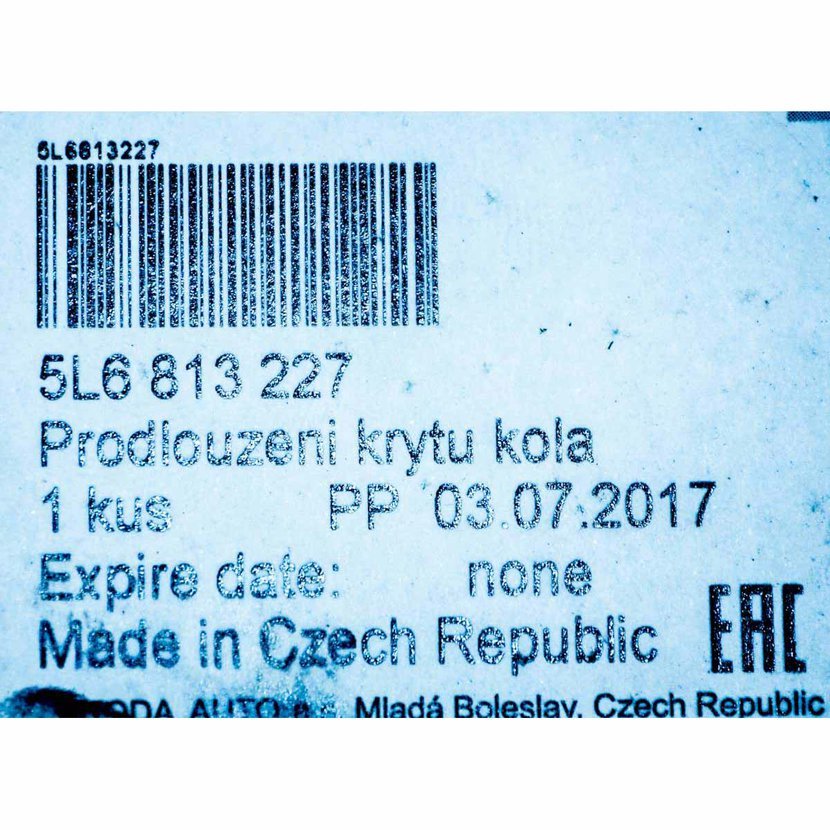 5L6813227
5L6 813 227
Prodlouzeni krytu kola
1 kus PP 03.07.2017
Expire date: none
Made in Czech Republic
EAC
AUTO a.s. Mladá Boleslav, Czech Republic